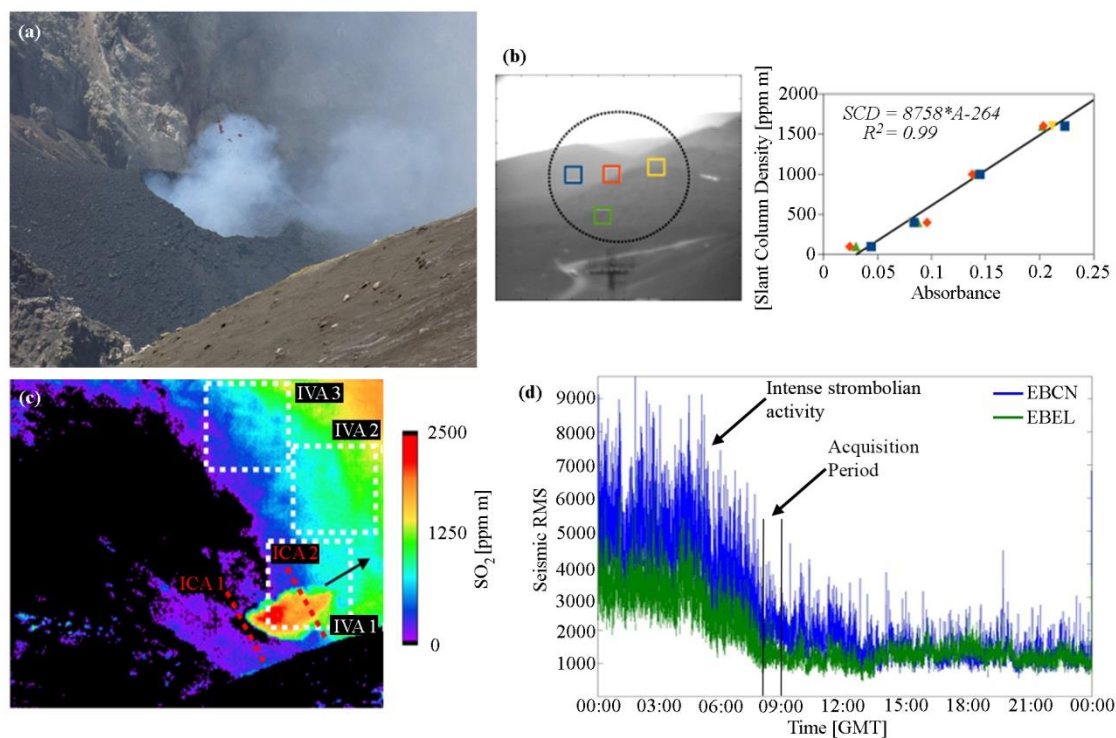 (a)
(b)
SCD = 8758*A-264
R² = 0.99
[Slant Column Density [ppm m]
2000
1500
1000
500
0
0
0.05
0.1
0.15
0.2
0.25
Absorbance
(c)
IVA 3
IVA 2
ICA 2
ICA 1
IVA 1
2500
1250
0
SO₂ [ppm m]
(d)
Intense strombolian
activity
Acquisition
Period
EBCN
EBEL
Seismic RMS
9000
8000
7000
6000
5000
4000
3000
2000
1000
00:00
03:00
06:00
09:00
12:00
15:00
18:00
21:00
00:00
Time [GMT]